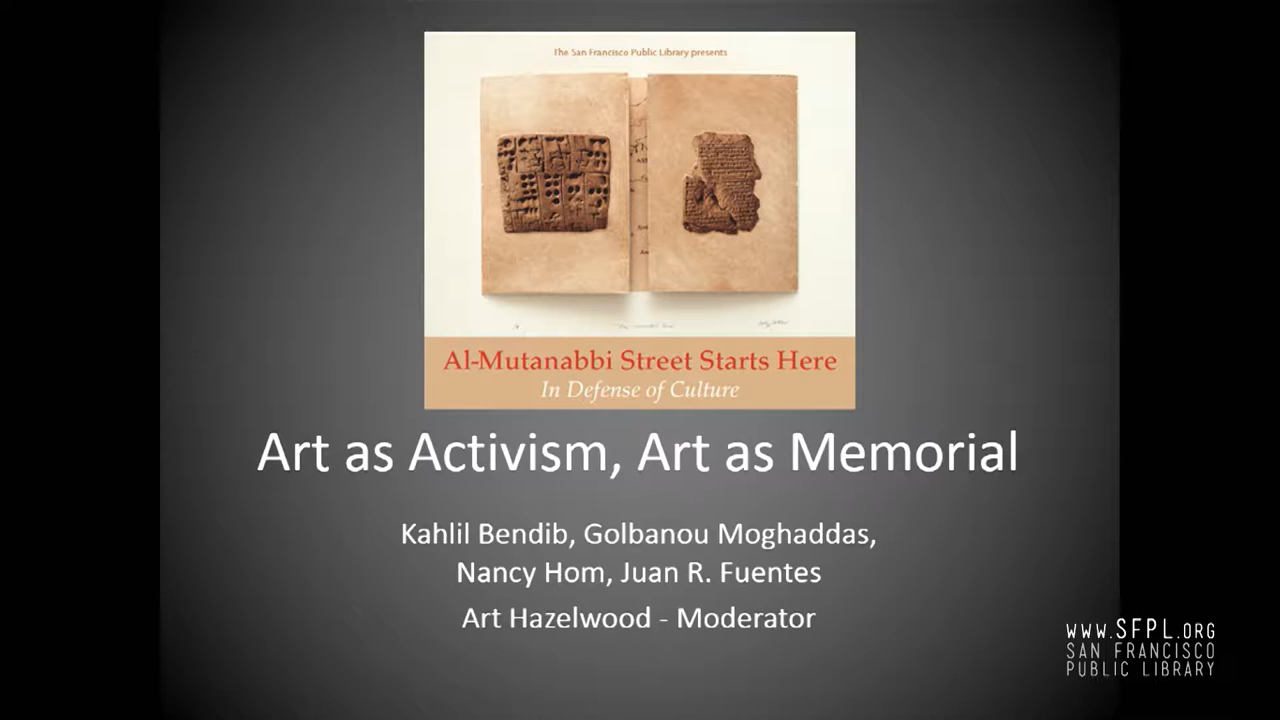 The San Francisco Public Library presents
Al-Mutanabbi Street Starts Here
In Defense of Culture
Art as Activism, Art as Memorial
Kahlil Bendib, Golbanou Moghaddas,
Nancy Hom, Juan R. Fuentes
Art Hazelwood - Moderator
WWW.SFPL.ORG
SAN FRANCISCO
PUBLIC LIBRARY